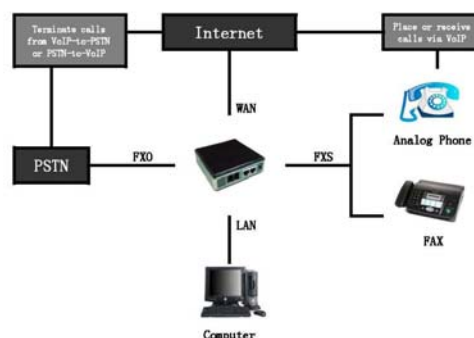 Terminate calls
from VoIP-to-PSTN
or PSTN-to-VoIP
Internet
Place or receive
calls via VoIP
WAN
Analog Phone
PSTN
FXO
FXS
LAN
FAX
Computer